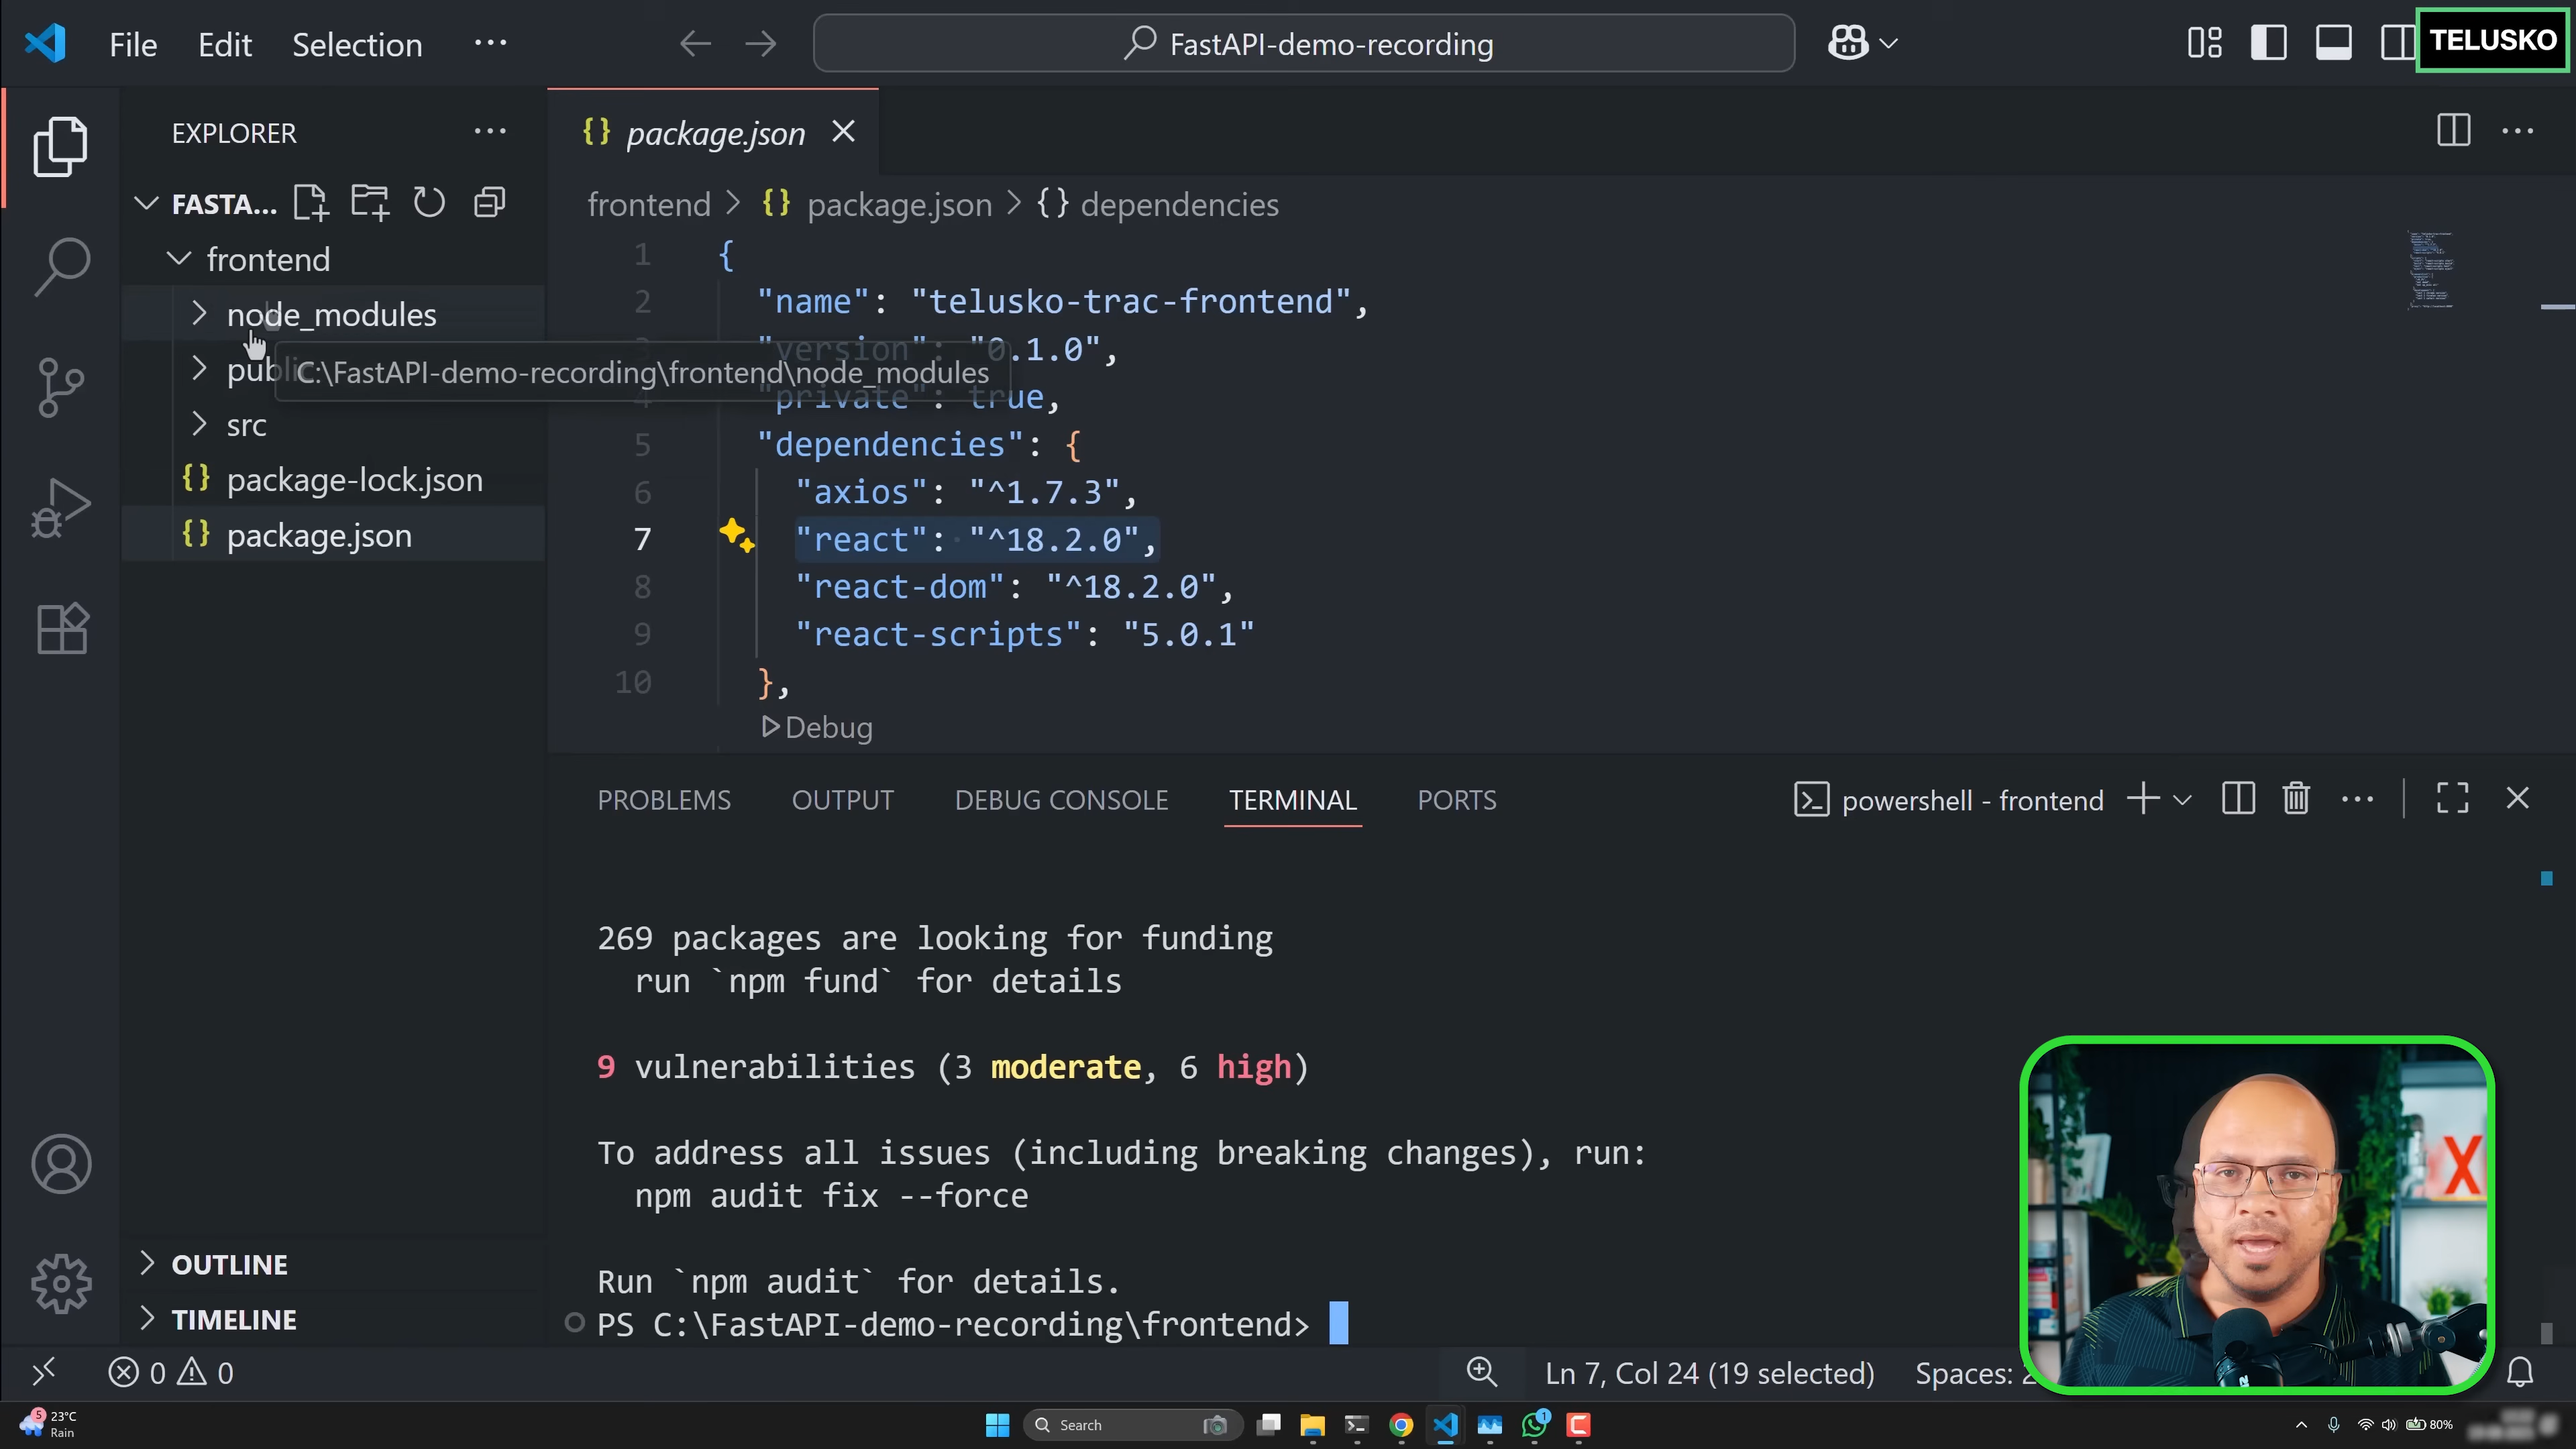 File Edit Selection ...
FastAPI-demo-recording
TELUSKO
EXPLORER
FASTA...
frontend
node_modules
C:\FastAPI-demo-recording\frontend\node_modules
src
package-lock.json
package.json
OUTLINE
TIMELINE
package.json
frontend > {} package.json > {} dependencies
1 {
2 "name": "telusko-trac-frontend",
"version": "0.1.0",
4 "private": true,
5 "dependencies": {
6 "axios": "^1.7.3",
7 "react": "^18.2.0",
8 "react-dom": "^18.2.0",
9 "react-scripts": "5.0.1"
10 },
Debug
PROBLEMS OUTPUT DEBUG CONSOLE TERMINAL PORTS
powershell - frontend
269 packages are looking for funding
run `npm fund` for details
9 vulnerabilities (3 moderate, 6 high)
To address all issues (including breaking changes), run:
npm audit fix --force
Run `npm audit` for details.
PS C:\FastAPI-demo-recording\frontend>
X
0 0
Ln 7, Col 24 (19 selected)
Spaces:
5
23°C
Rain
Search
1
80%